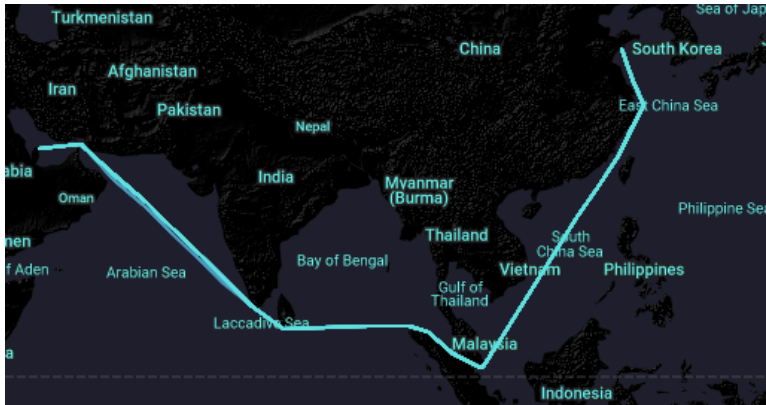 Sea of Jap
Turkmenistan
China
South Korea
Afghanistan
Iran
Pakistan
East China Sea
Nepal
abia
India
Myanmar
(Burma)
Oman
Philippine Sea
Thailand
South
China Sea
men
Bay of Bengal
f Aden
Arabian Sea
Vietnam
Philippines
Gulf of
Thailand
Laccadive Sea
Malaysia
a
Indonesia